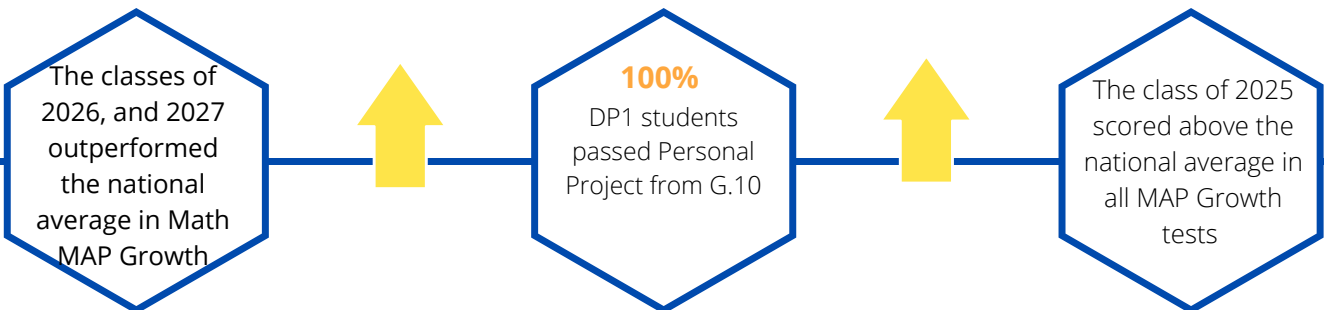 The classes of
2026, and 2027
outperformed
the national
average in Math
MAP Growth
100%
DP1 students
passed Personal
Project from G.10
The class of 2025
scored above the
national average in
all MAP Growth
tests